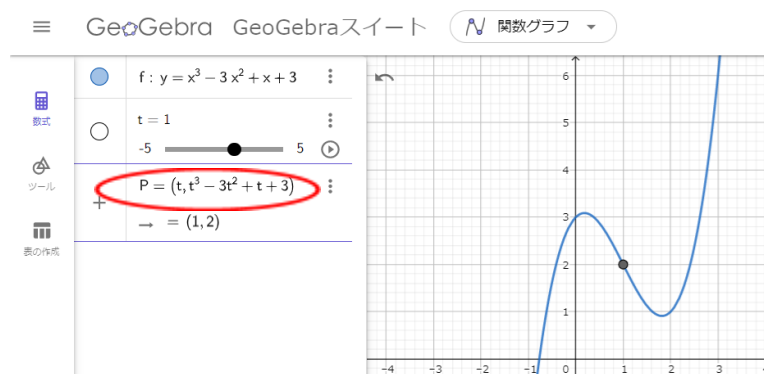 GeoGebra GeoGebraスイート 関数グラフ
f : y = x³ − 3 x² + x + 3
数式
t = 1
-5 5
ツール
P = (t, t³ − 3t² + t + 3)
→ = (1, 2)
表の作成
6
5
4
3
2
1
-4 -3 -2 -1 0 1 2 3